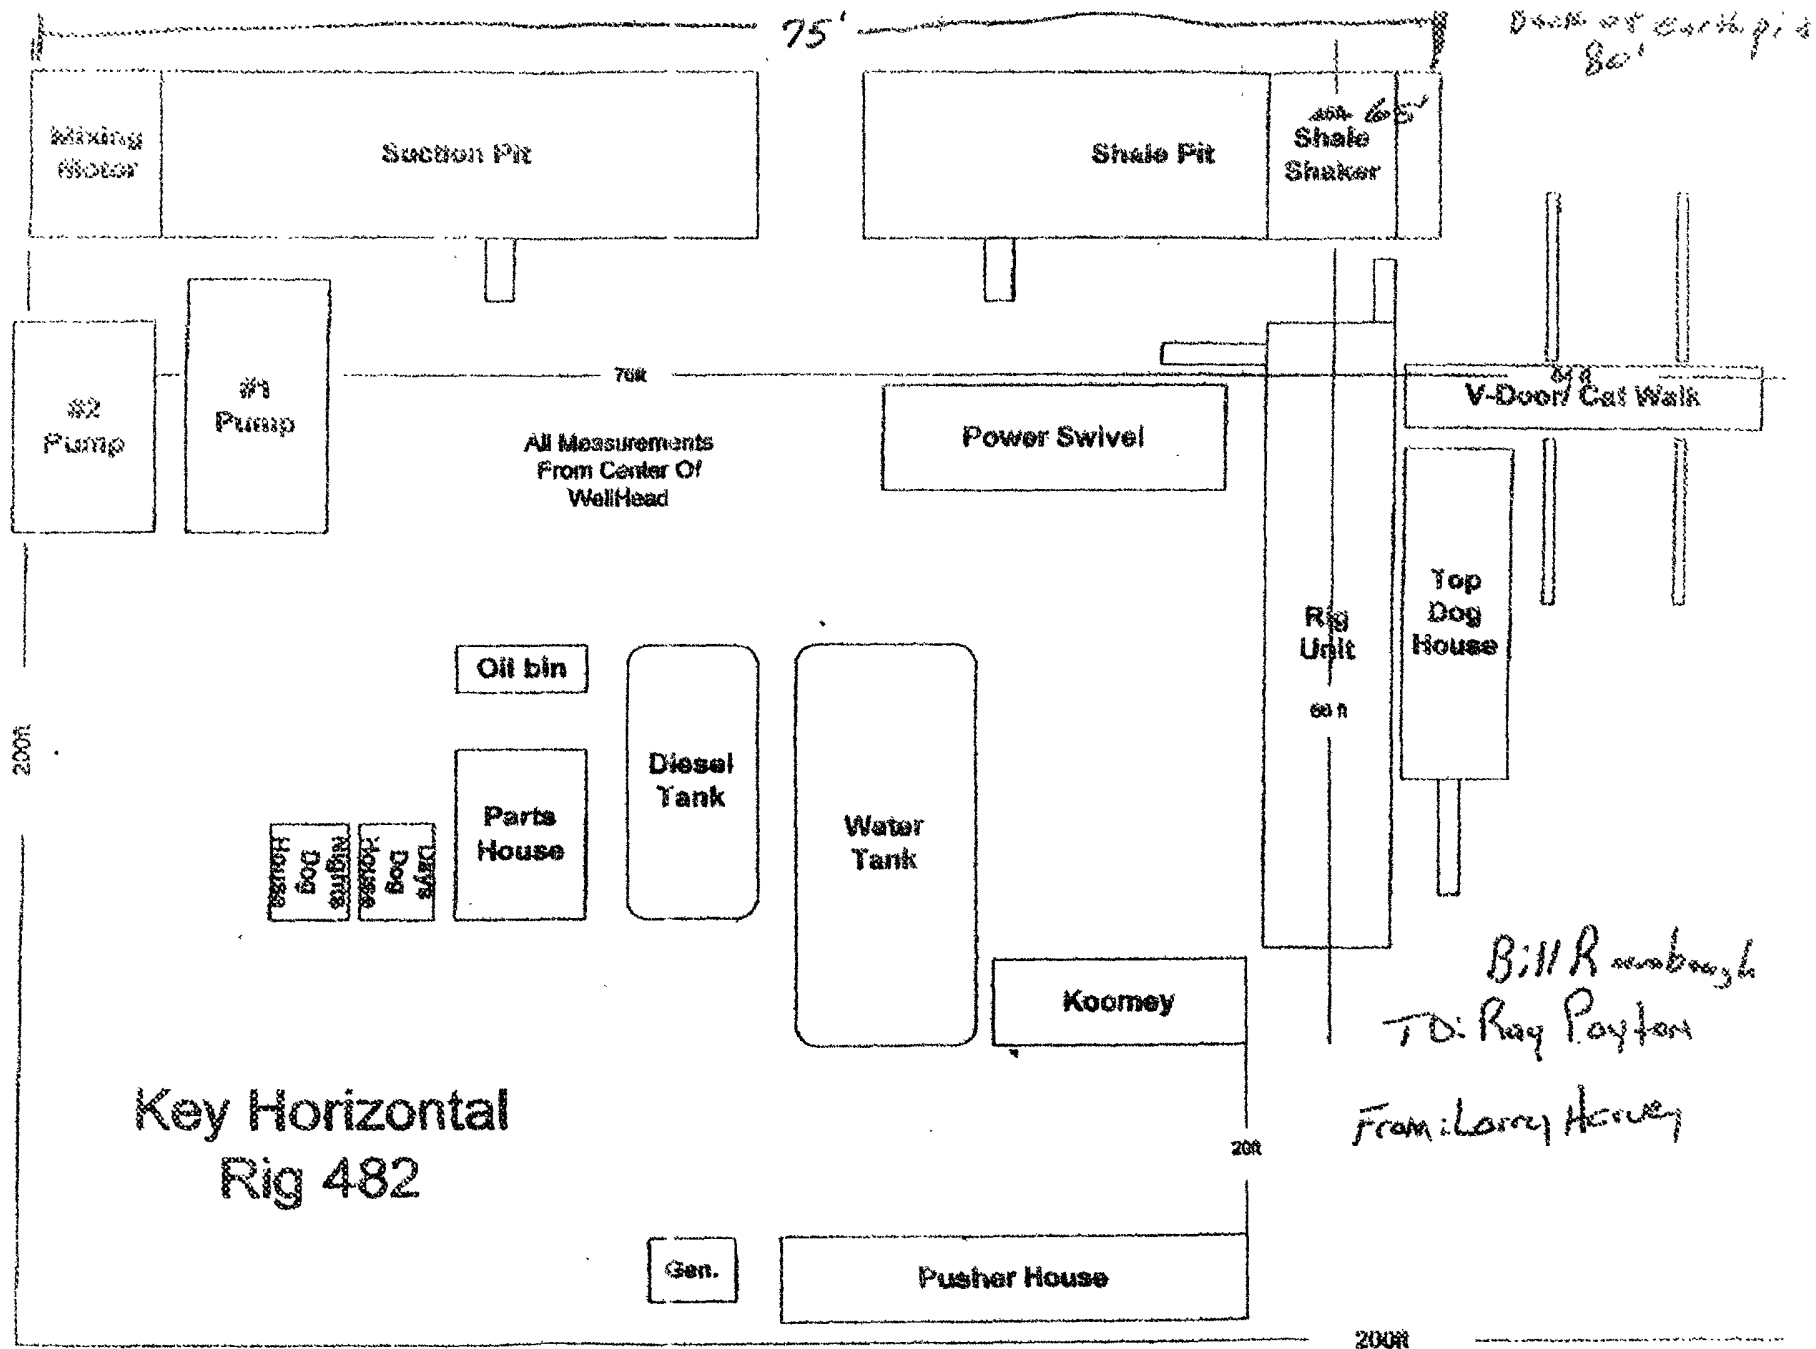 75'
80'
Mixing
Motor
Suction Pit
Shale Pit
65'
Shale
Shaker
#2
Pump
#1
Pump
All Measurements
From Center Of
WellHead
Power Swivel
V-Door/ Cat Walk
Top
Dog
House
Rig
Unit
Oil bin
Diesel
Tank
Water
Tank
Parts
House
Nights
Dog
House
Days
Dog
House
200ft
Koomey
Bill
TO: Ray Payton
From: Larry Harvey
Key Horizontal
Rig 482
20ft
Gen.
Pusher House
200ft